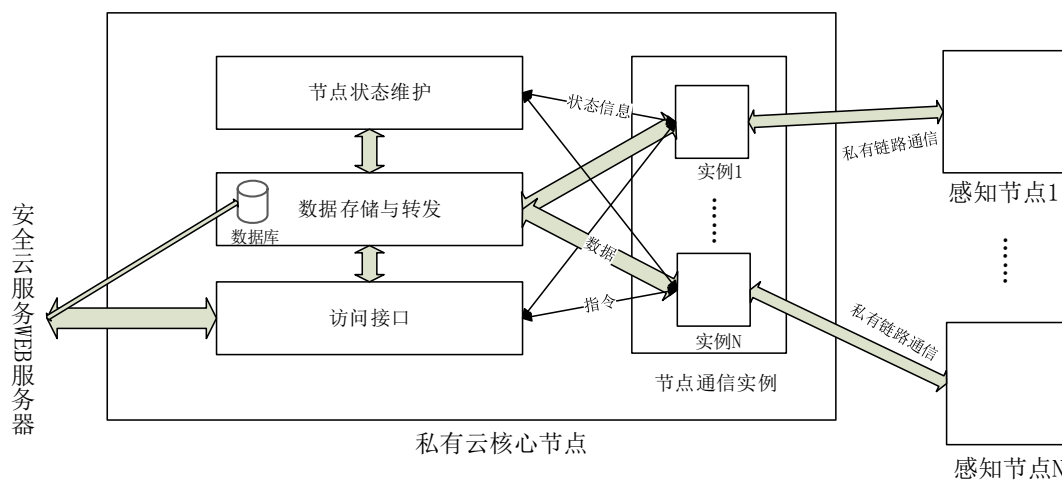 节点状态维护
状态信息
私有链路通信
实例1
感知节点1
数据存储与转发
数据库
数据
安全云服务WEB服务器
访问接口
指令
私有链路通信
实例N
节点通信实例
私有云核心节点
感知节点N